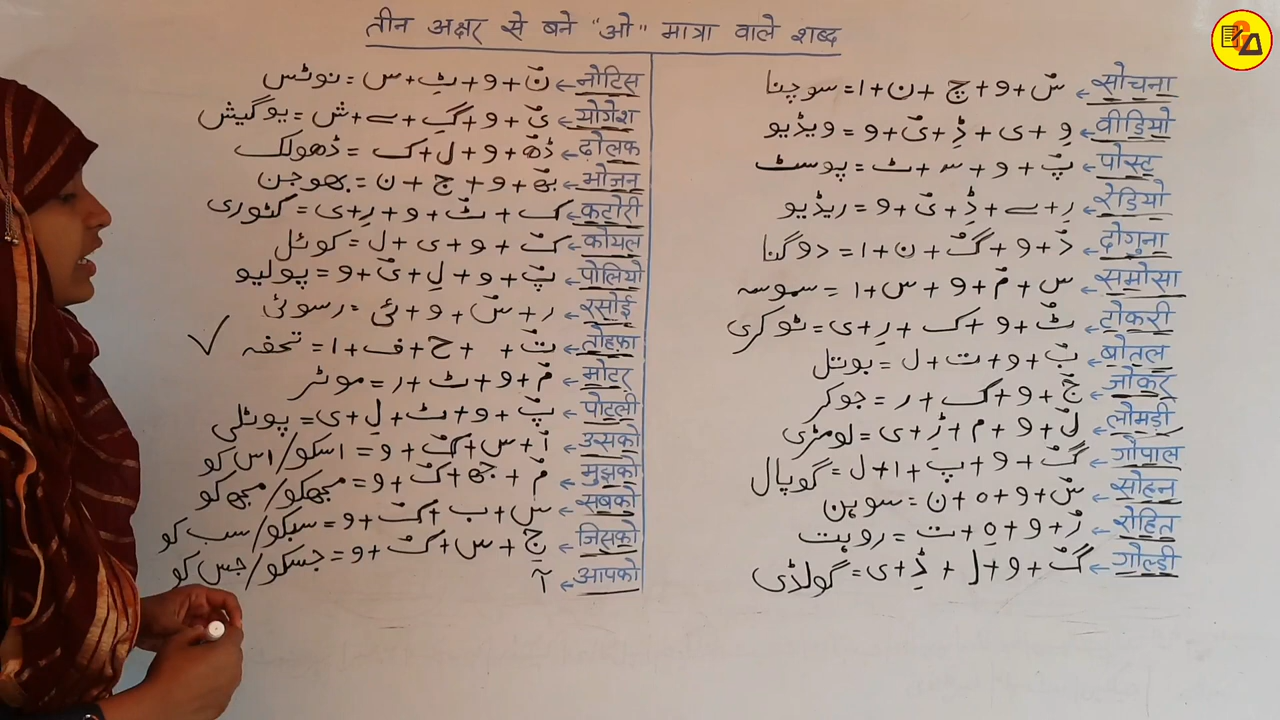 तीन अक्षर से बने "ओ" मात्रा वाले शब्द
सोचना ← سُ + و + چ + ن + ا = سوچنا
वीडियो ← وِ + ی + ڈِ + یُ + و = ویڈیو
पोस्ट ← پُ + و + س + ٹ = پوسٹ
रेडियो ← رِ + ے + ڈِ + یُ + و = ریڈیو
दोगुना ← دُ + و + گُ + ن + ا = دوگنا
समोसा ← س + مُ + و + س + ا = سموسہ
टोकरी ← ٹُ + و + ک + رِ + ی = ٹوکری
बोतल ← بُ + و + ت + ل = بوتل
जोकर ← جُ + و + ک + ر = جوکر
लोमड़ी ← لُ + و + م + ڑِ + ی = لومڑی
गोपाल ← گُ + و + پ + ا + ل = گوپال
सोहन ← سُ + و + ہ + ن = سوہن
रोहित ← رُ + و + ہِ + ت = روہت
गोल्डी ← گُ + و + ل + ڈِ + ی = گولڈی
नोटिस ← نُ + و + ٹِ + س = نوٹس
योगेश ← یُ + و + گِ + ے + ش = یوگیش
ढ़ोलक ← ڈھُ + و + ل + ک = ڈھولک
भोजन ← بھُ + و + ج + ن = بھوجن
कटोरी ← ک + ٹُ + و + رِ + ی = کٹوری
कोयल ← کُ + و + ی + ل = کوئل
पोलियो ← پُ + و + لِ + یُ + و = پولیو
रसोई ← ر + سُ + و + ئی = رسوئی
तोहफा ← تُ + + ح + ف + ا = تحفہ ✓
मोटर ← مُ + و + ٹ + ر = موٹر
पोटली ← پُ + و + ٹ + لِ + ی = پوٹلی
उसको ← اُ + س + کُ + و = اسکو / اس کو
मुझको ← مُ + جھ + کُ + و = مجھکو / مجھ کو
सबको ← س + ب + کُ + و = سبکو / سب کو
जिसको ← جِ + س + کُ + و = جسکو / جس کو
आपको ← آ